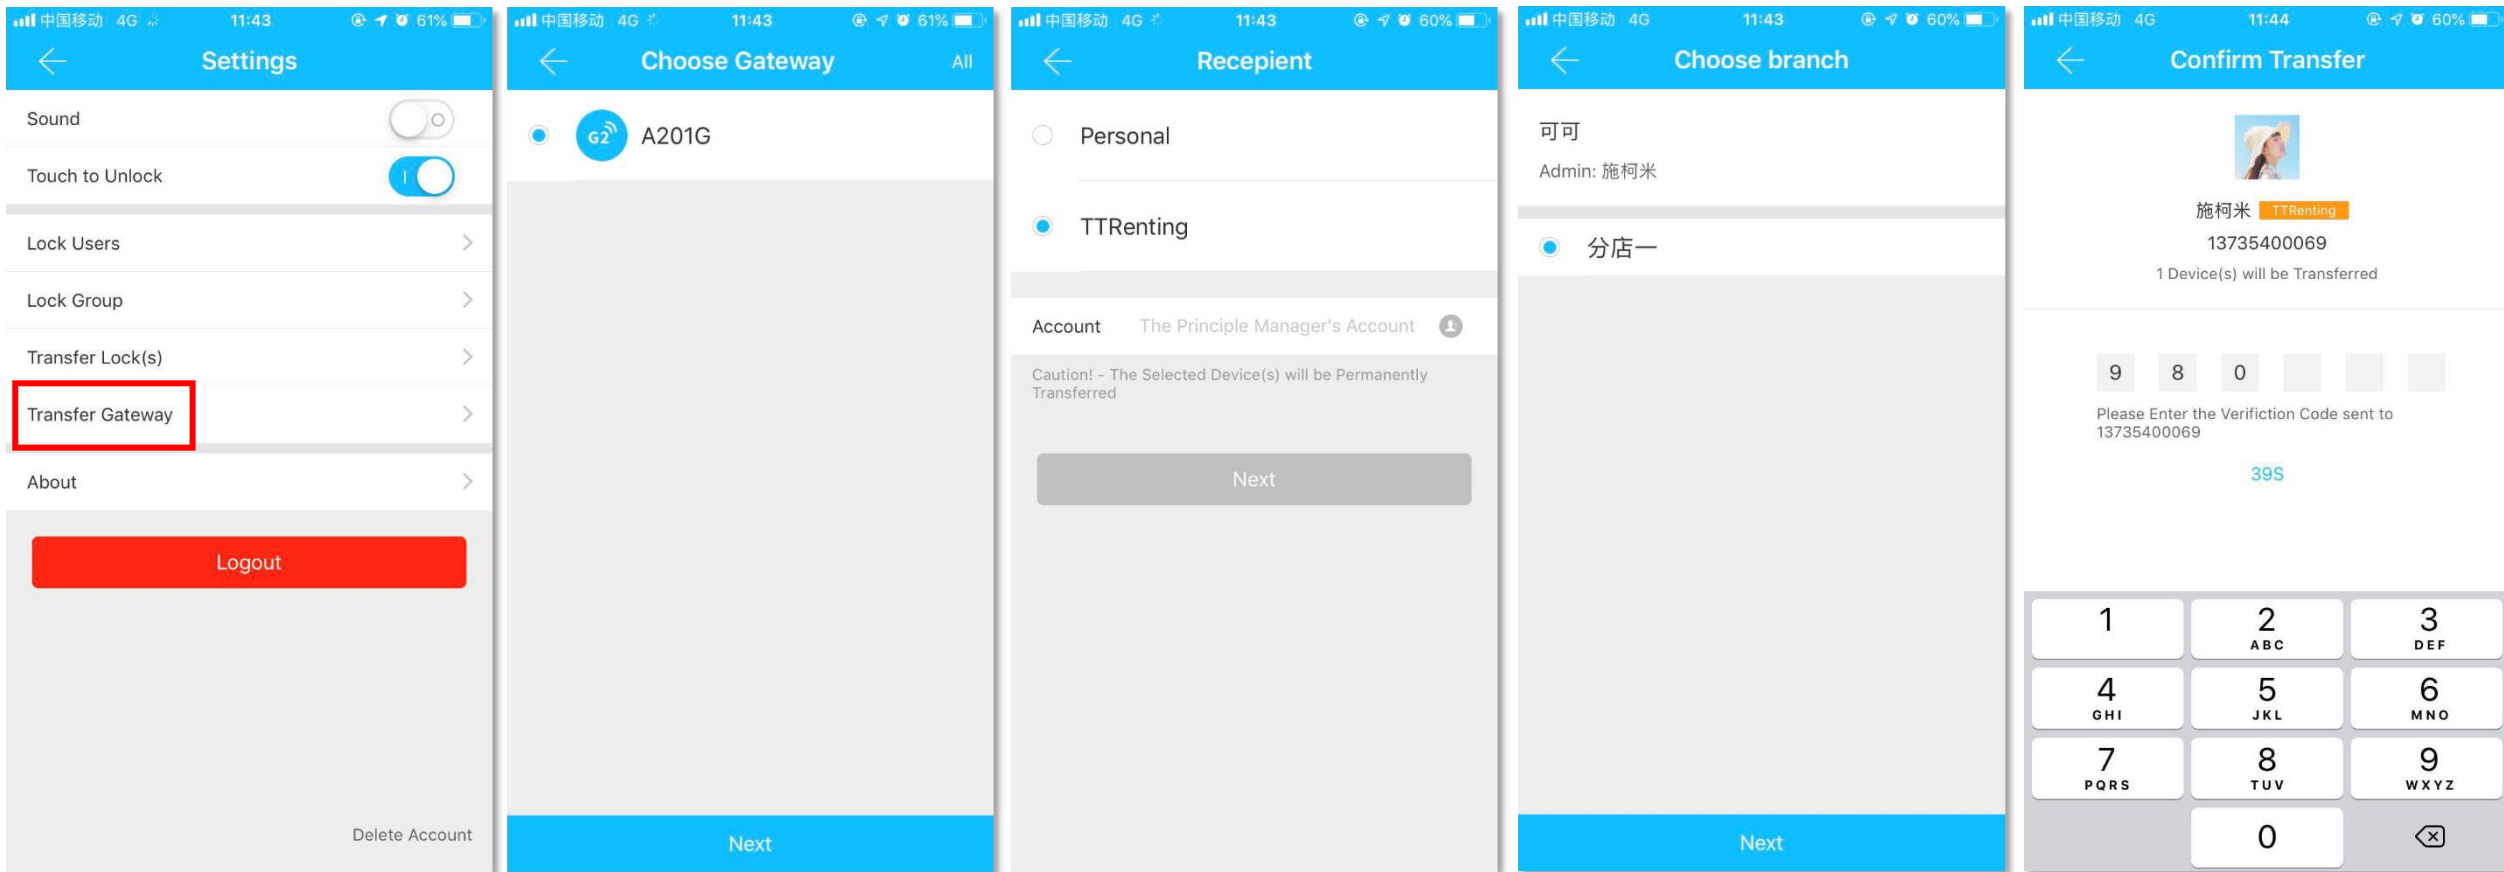 中国移动 4G 11:43 61%
Settings
Sound
Touch to Unlock
Lock Users
Lock Group
Transfer Lock(s)
Transfer Gateway
About
Logout
Delete Account
中国移动 4G 11:43 61%
Choose Gateway All
G2 A201G
Next
中国移动 4G 11:43 60%
Recepient
Personal
TTRenting
Account The Principle Manager's Account
Caution! - The Selected Device(s) will be Permanently
Transferred
Next
中国移动 4G 11:43 60%
Choose branch
可可
Admin: 施柯米
分店一
Next
中国移动 4G 11:44 60%
Confirm Transfer
施柯米 TTRenting
13735400069
1 Device(s) will be Transferred
9 8 0
Please Enter the Verifiction Code sent to
13735400069
39S
1 2 3
ABC DEF
4 5 6
GHI JKL MNO
7 8 9
PQRS TUV WXYZ
0